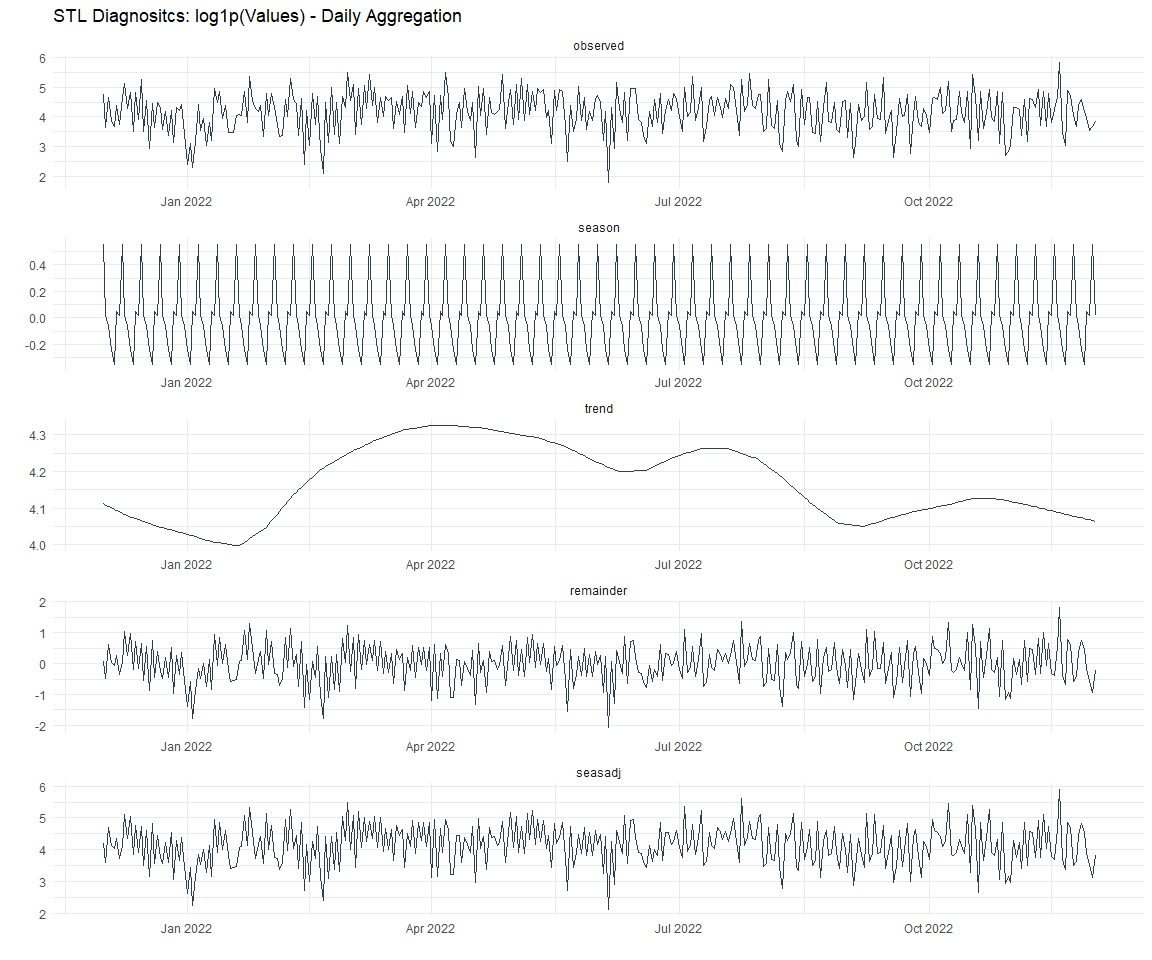 STL Diagnositcs: log1p(Values) - Daily Aggregation
observed
6
5
4
3
2
Jan 2022 Apr 2022 Jul 2022 Oct 2022
season
0.4
0.2
0.0
-0.2
Jan 2022 Apr 2022 Jul 2022 Oct 2022
trend
4.3
4.2
4.1
4.0
Jan 2022 Apr 2022 Jul 2022 Oct 2022
remainder
2
1
0
-1
-2
Jan 2022 Apr 2022 Jul 2022 Oct 2022
seasadj
6
5
4
3
2
Jan 2022 Apr 2022 Jul 2022 Oct 2022